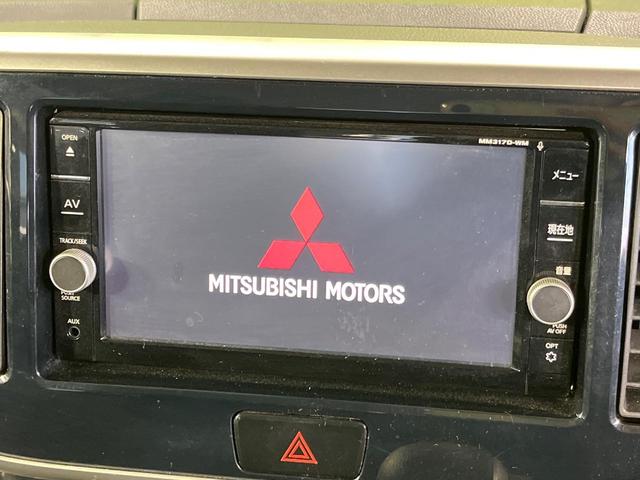 OPEN
MM317D-WM
メニュー
AV
現在地
TRACK/SEEK
音量
MITSUBISHI MOTORS
PUSH
SOURCE
PUSH
AV OFF
AUX
OPT